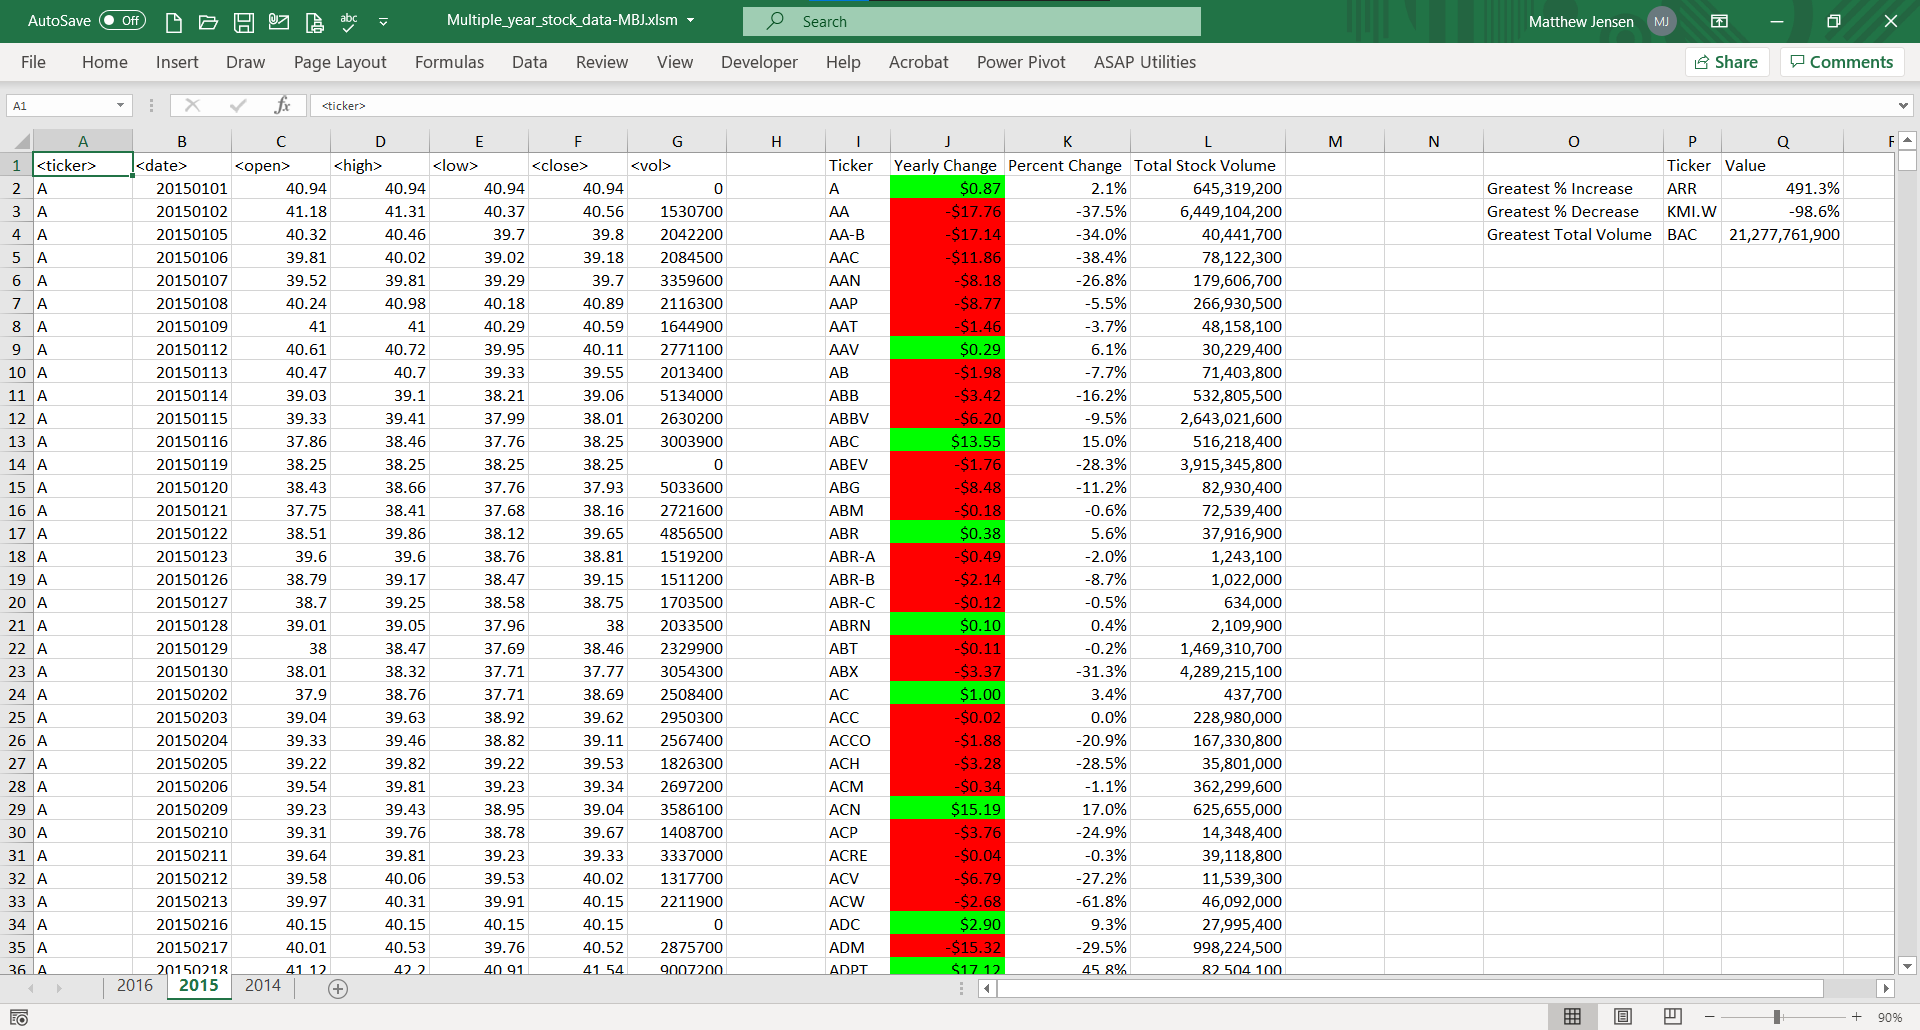 AutoSave Off abc Multiple_year_stock_data-MBJ.xlsm Search Matthew Jensen MJ
File Home Insert Draw Page Layout Formulas Data Review View Developer Help Acrobat Power Pivot ASAP Utilities Share Comments
A1 fx <ticker>
A B C D E F G H I J K L M N O P Q
1 <ticker> <date> <open> <high> <low> <close> <vol> Ticker Yearly Change Percent Change Total Stock Volume Ticker Value
2 A 20150101 40.94 40.94 40.94 40.94 0 A $0.87 2.1% 645,319,200 Greatest % Increase ARR 491.3%
3 A 20150102 41.18 41.31 40.37 40.56 1530700 AA -$17.76 -37.5% 6,449,104,200 Greatest % Decrease KMI.W -98.6%
4 A 20150105 40.32 40.46 39.7 39.8 2042200 AA-B -$17.14 -34.0% 40,441,700 Greatest Total Volume BAC 21,277,761,900
5 A 20150106 39.81 40.02 39.02 39.18 2084500 AAC -$11.86 -38.4% 78,122,300
6 A 20150107 39.52 39.81 39.29 39.7 3359600 AAN -$8.18 -26.8% 179,606,700
7 A 20150108 40.24 40.98 40.18 40.89 2116300 AAP -$8.77 -5.5% 266,930,500
8 A 20150109 41 41 40.29 40.59 1644900 AAT -$1.46 -3.7% 48,158,100
9 A 20150112 40.61 40.72 39.95 40.11 2771100 AAV $0.29 6.1% 30,229,400
10 A 20150113 40.47 40.7 39.33 39.55 2013400 AB -$1.98 -7.7% 71,403,800
11 A 20150114 39.03 39.1 38.21 39.06 5134000 ABB -$3.42 -16.2% 532,805,500
12 A 20150115 39.33 39.41 37.99 38.01 2630200 ABBV -$6.20 -9.5% 2,643,021,600
13 A 20150116 37.86 38.46 37.76 38.25 3003900 ABC $13.55 15.0% 516,218,400
14 A 20150119 38.25 38.25 38.25 38.25 0 ABEV -$1.76 -28.3% 3,915,345,800
15 A 20150120 38.43 38.66 37.76 37.93 5033600 ABG -$8.48 -11.2% 82,930,400
16 A 20150121 37.75 38.41 37.68 38.16 2721600 ABM -$0.18 -0.6% 72,539,400
17 A 20150122 38.51 39.86 38.12 39.65 4856500 ABR $0.38 5.6% 37,916,900
18 A 20150123 39.6 39.6 38.76 38.81 1519200 ABR-A -$0.49 -2.0% 1,243,100
19 A 20150126 38.79 39.17 38.47 39.15 1511200 ABR-B -$2.14 -8.7% 1,022,000
20 A 20150127 38.7 39.25 38.58 38.75 1703500 ABR-C -$0.12 -0.5% 634,000
21 A 20150128 39.01 39.05 37.96 38 2033500 ABRN $0.10 0.4% 2,109,900
22 A 20150129 38 38.47 37.69 38.46 2329900 ABT -$0.11 -0.2% 1,469,310,700
23 A 20150130 38.01 38.32 37.71 37.77 3054300 ABX -$3.37 -31.3% 4,289,215,100
24 A 20150202 37.9 38.76 37.71 38.69 2508400 AC $1.00 3.4% 437,700
25 A 20150203 39.04 39.63 38.92 39.62 2950300 ACC -$0.02 0.0% 228,980,000
26 A 20150204 39.33 39.46 38.82 39.11 2567400 ACCO -$1.88 -20.9% 167,330,800
27 A 20150205 39.22 39.82 39.22 39.53 1826300 ACH -$3.28 -28.5% 35,801,000
28 A 20150206 39.54 39.81 39.23 39.34 2697200 ACM -$0.34 -1.1% 362,299,600
29 A 20150209 39.23 39.43 38.95 39.04 3586100 ACN $15.19 17.0% 625,655,000
30 A 20150210 39.31 39.76 38.78 39.67 1408700 ACP -$3.76 -24.9% 14,348,400
31 A 20150211 39.64 39.81 39.23 39.33 3337000 ACRE -$0.04 -0.3% 39,118,800
32 A 20150212 39.58 40.06 39.53 40.02 1317700 ACV -$6.79 -27.2% 11,539,300
33 A 20150213 39.97 40.31 39.91 40.15 2211900 ACW -$2.68 -61.8% 46,092,000
34 A 20150216 40.15 40.15 40.15 40.15 0 ADC $2.90 9.3% 27,995,400
35 A 20150217 40.01 40.53 39.76 40.52 2875700 ADM -$15.32 -29.5% 998,224,500
36 A 20150218 41.12 42.2 40.91 41.54 9007200 ADPT $17.12 45.8% 82,504,100
2016 2015 2014
90%